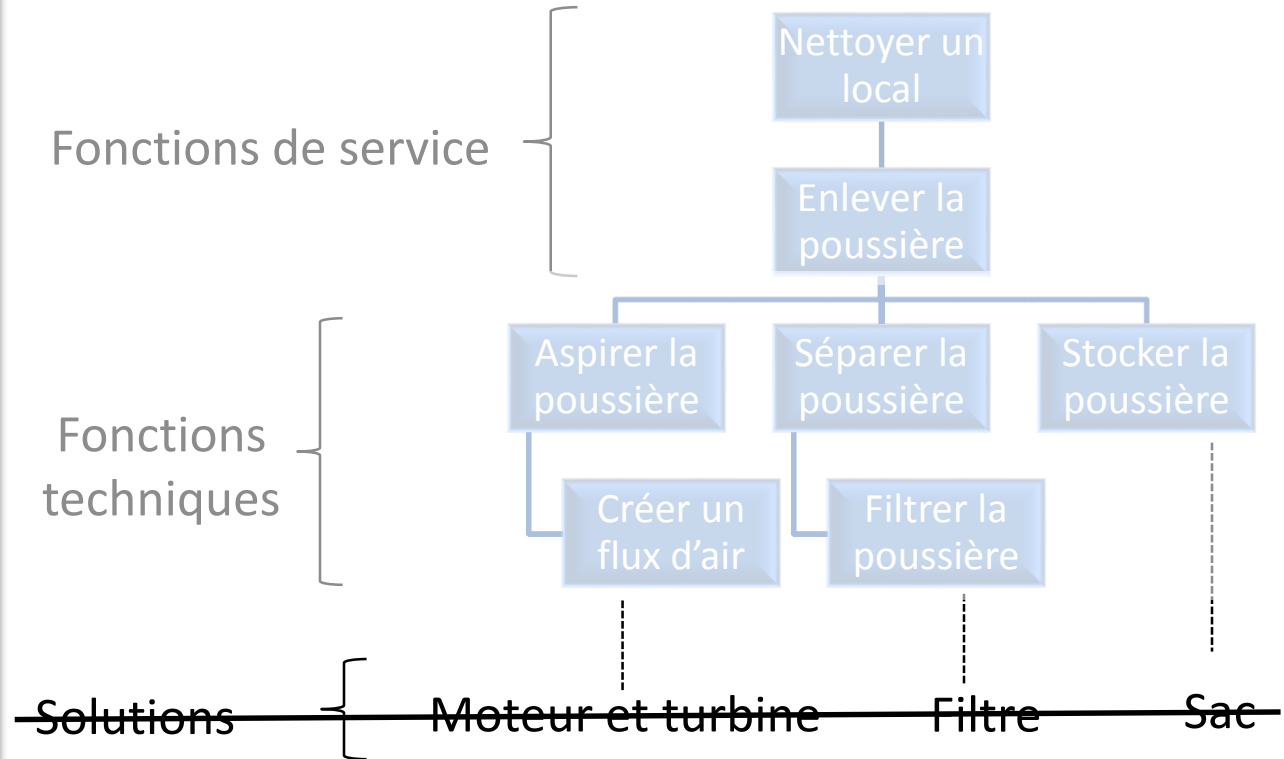 Nettoyer un
local
Fonctions de service
Enlever la
poussière
Aspirer la
poussière
Séparer la
poussière
Stocker la
poussière
Fonctions
techniques
Créer un
flux d’air
Filtrer la
poussière
Solutions
Moteur et turbine
Filtre
Sac